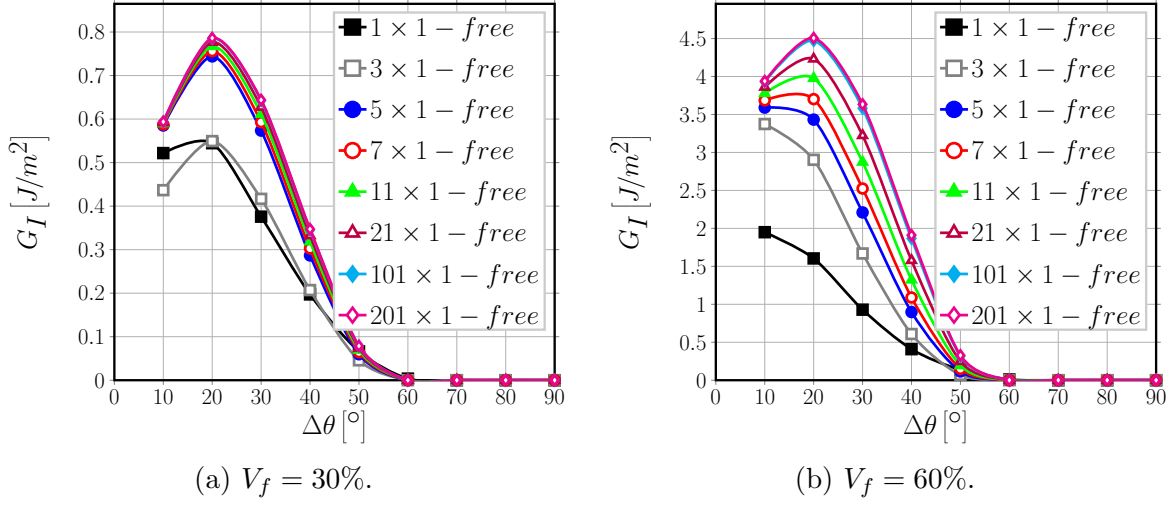 0.8
0.7
0.6
0.5
0.4
0.3
0.2
0.1
0
G_I [J/m^2]
0 10 20 30 40 50 60 70 80 90
Δθ [°]
1 × 1 − free
3 × 1 − free
5 × 1 − free
7 × 1 − free
11 × 1 − free
21 × 1 − free
101 × 1 − free
201 × 1 − free
(a) V_f = 30%.
4.5
4
3.5
3
2.5
2
1.5
1
0.5
0
G_I [J/m^2]
0 10 20 30 40 50 60 70 80 90
Δθ [°]
1 × 1 − free
3 × 1 − free
5 × 1 − free
7 × 1 − free
11 × 1 − free
21 × 1 − free
101 × 1 − free
201 × 1 − free
(b) V_f = 60%.